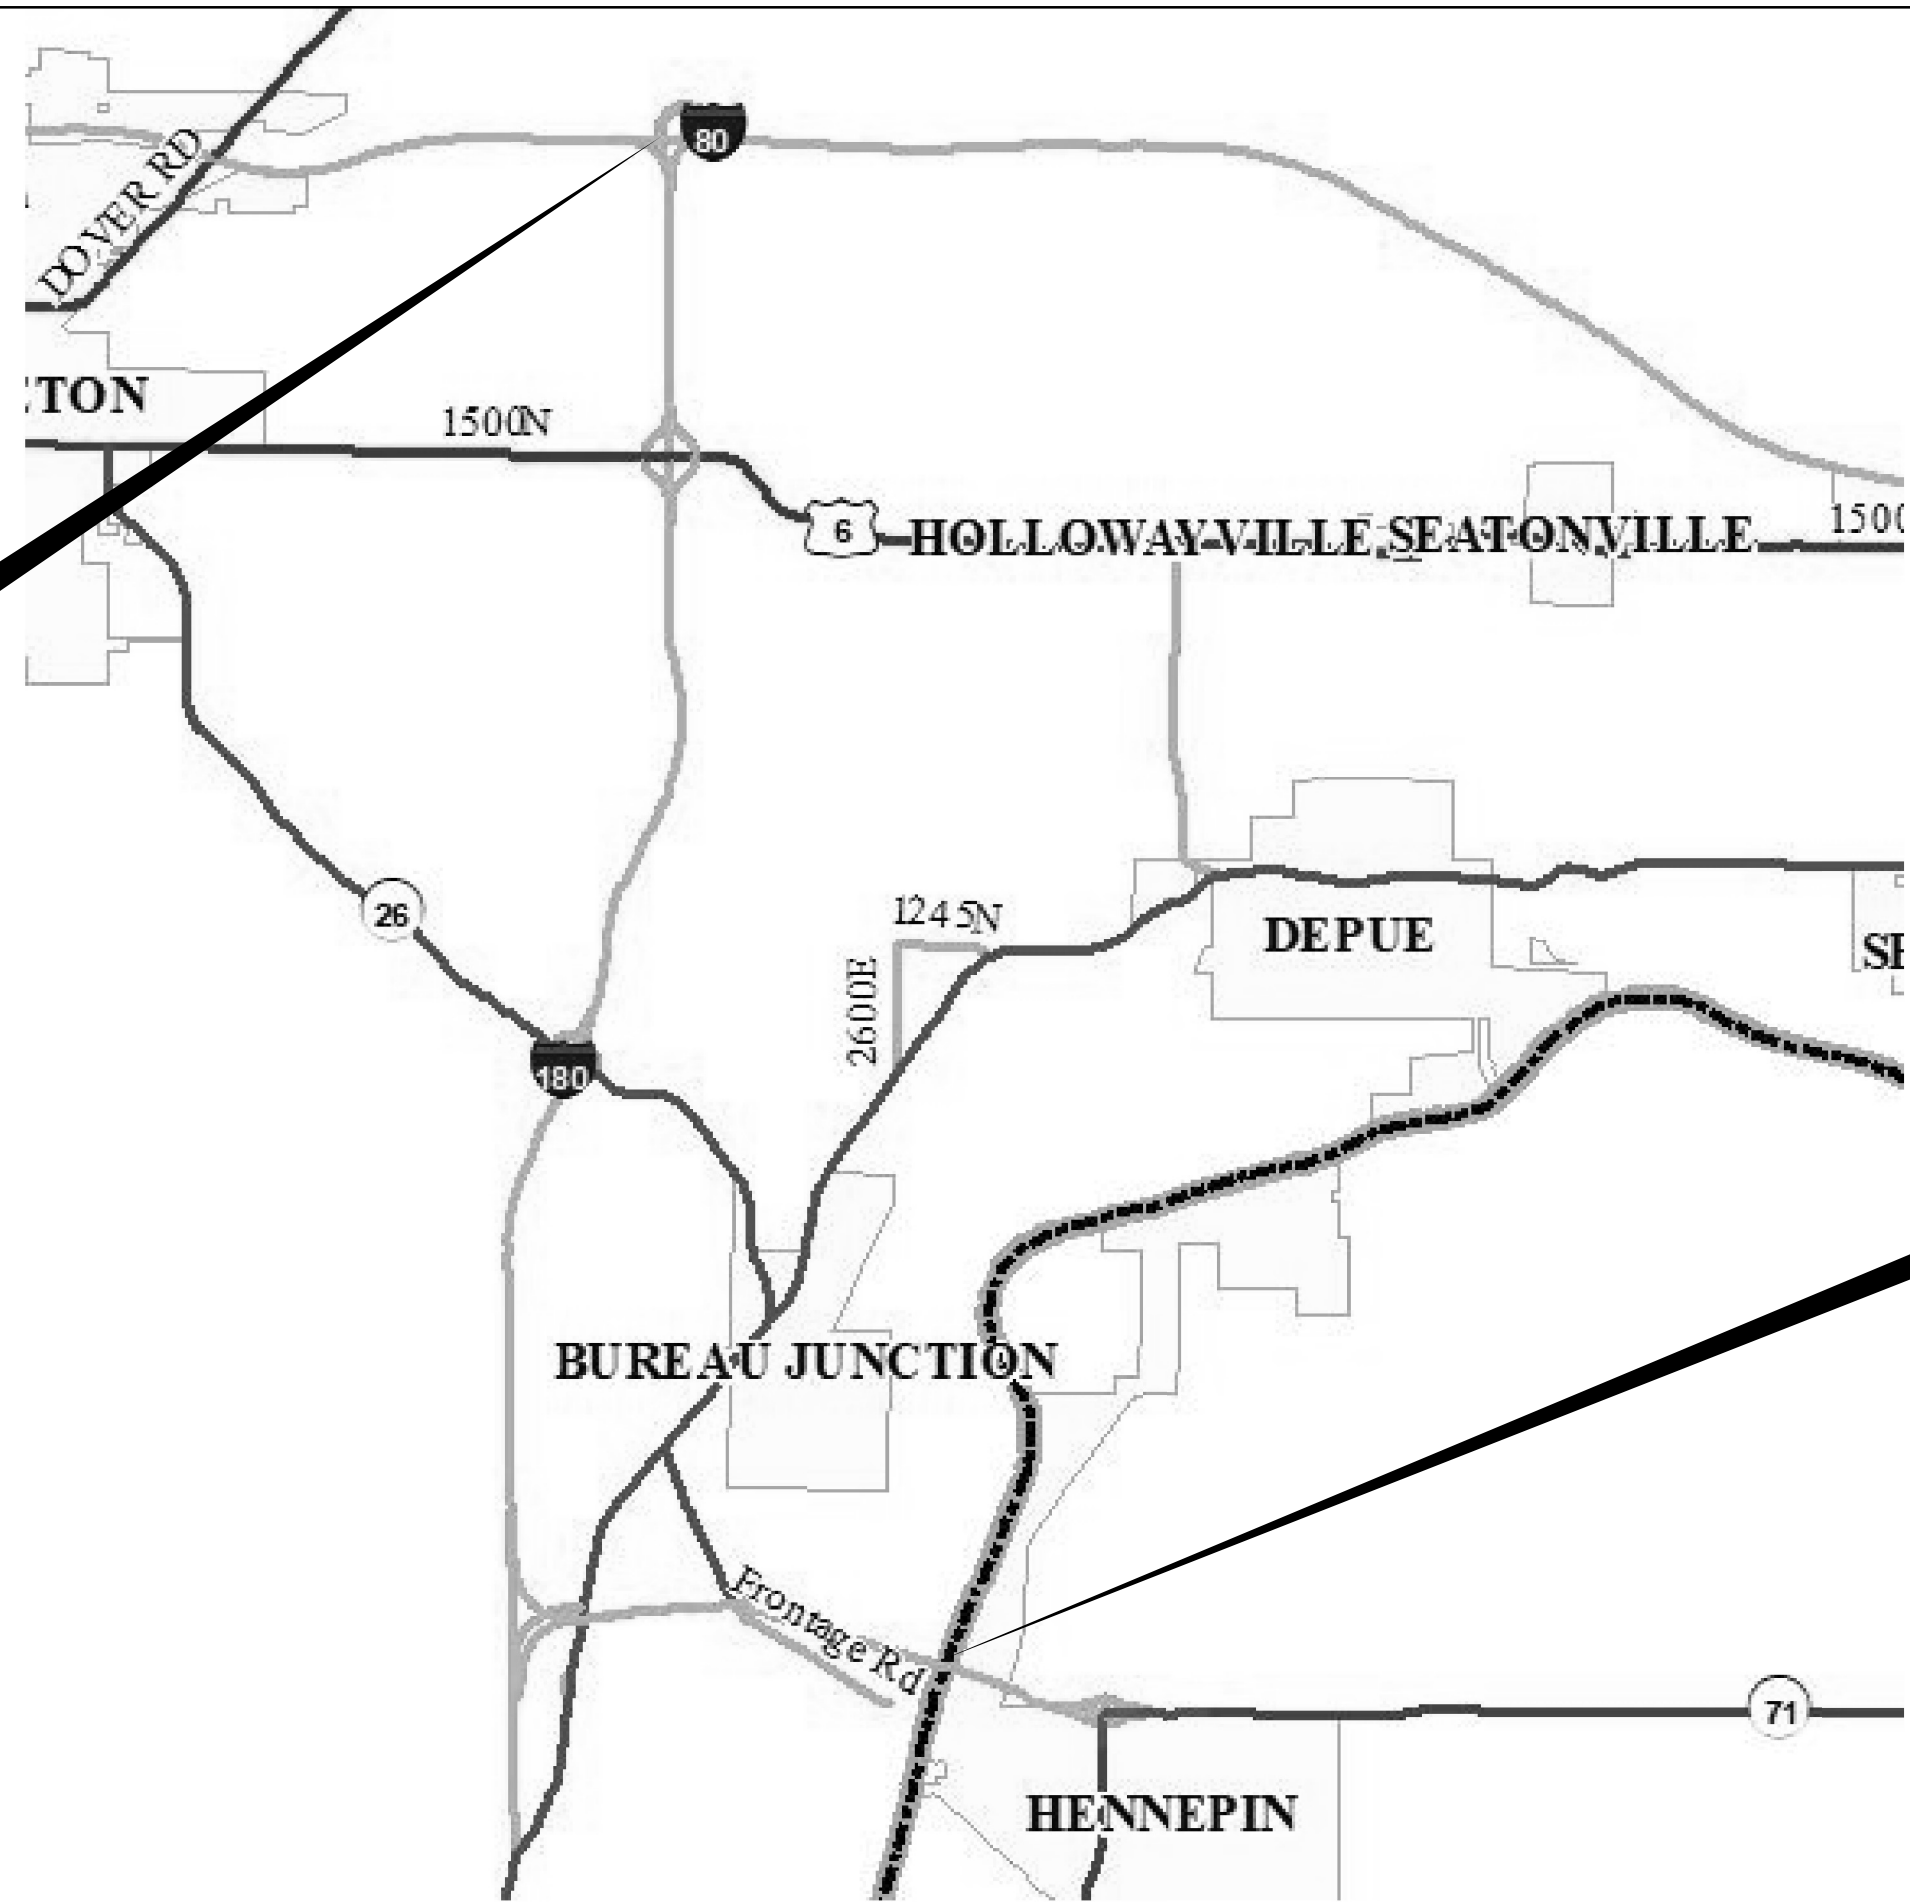 80
DOVER RD
TON
1500N
6
HOLLOWAYVILLE
SEATONVILLE
1500
26
1245N
2600E
DEPUE
180
BUREAU JUNCTION
Frontage Rd
71
HENNEPIN